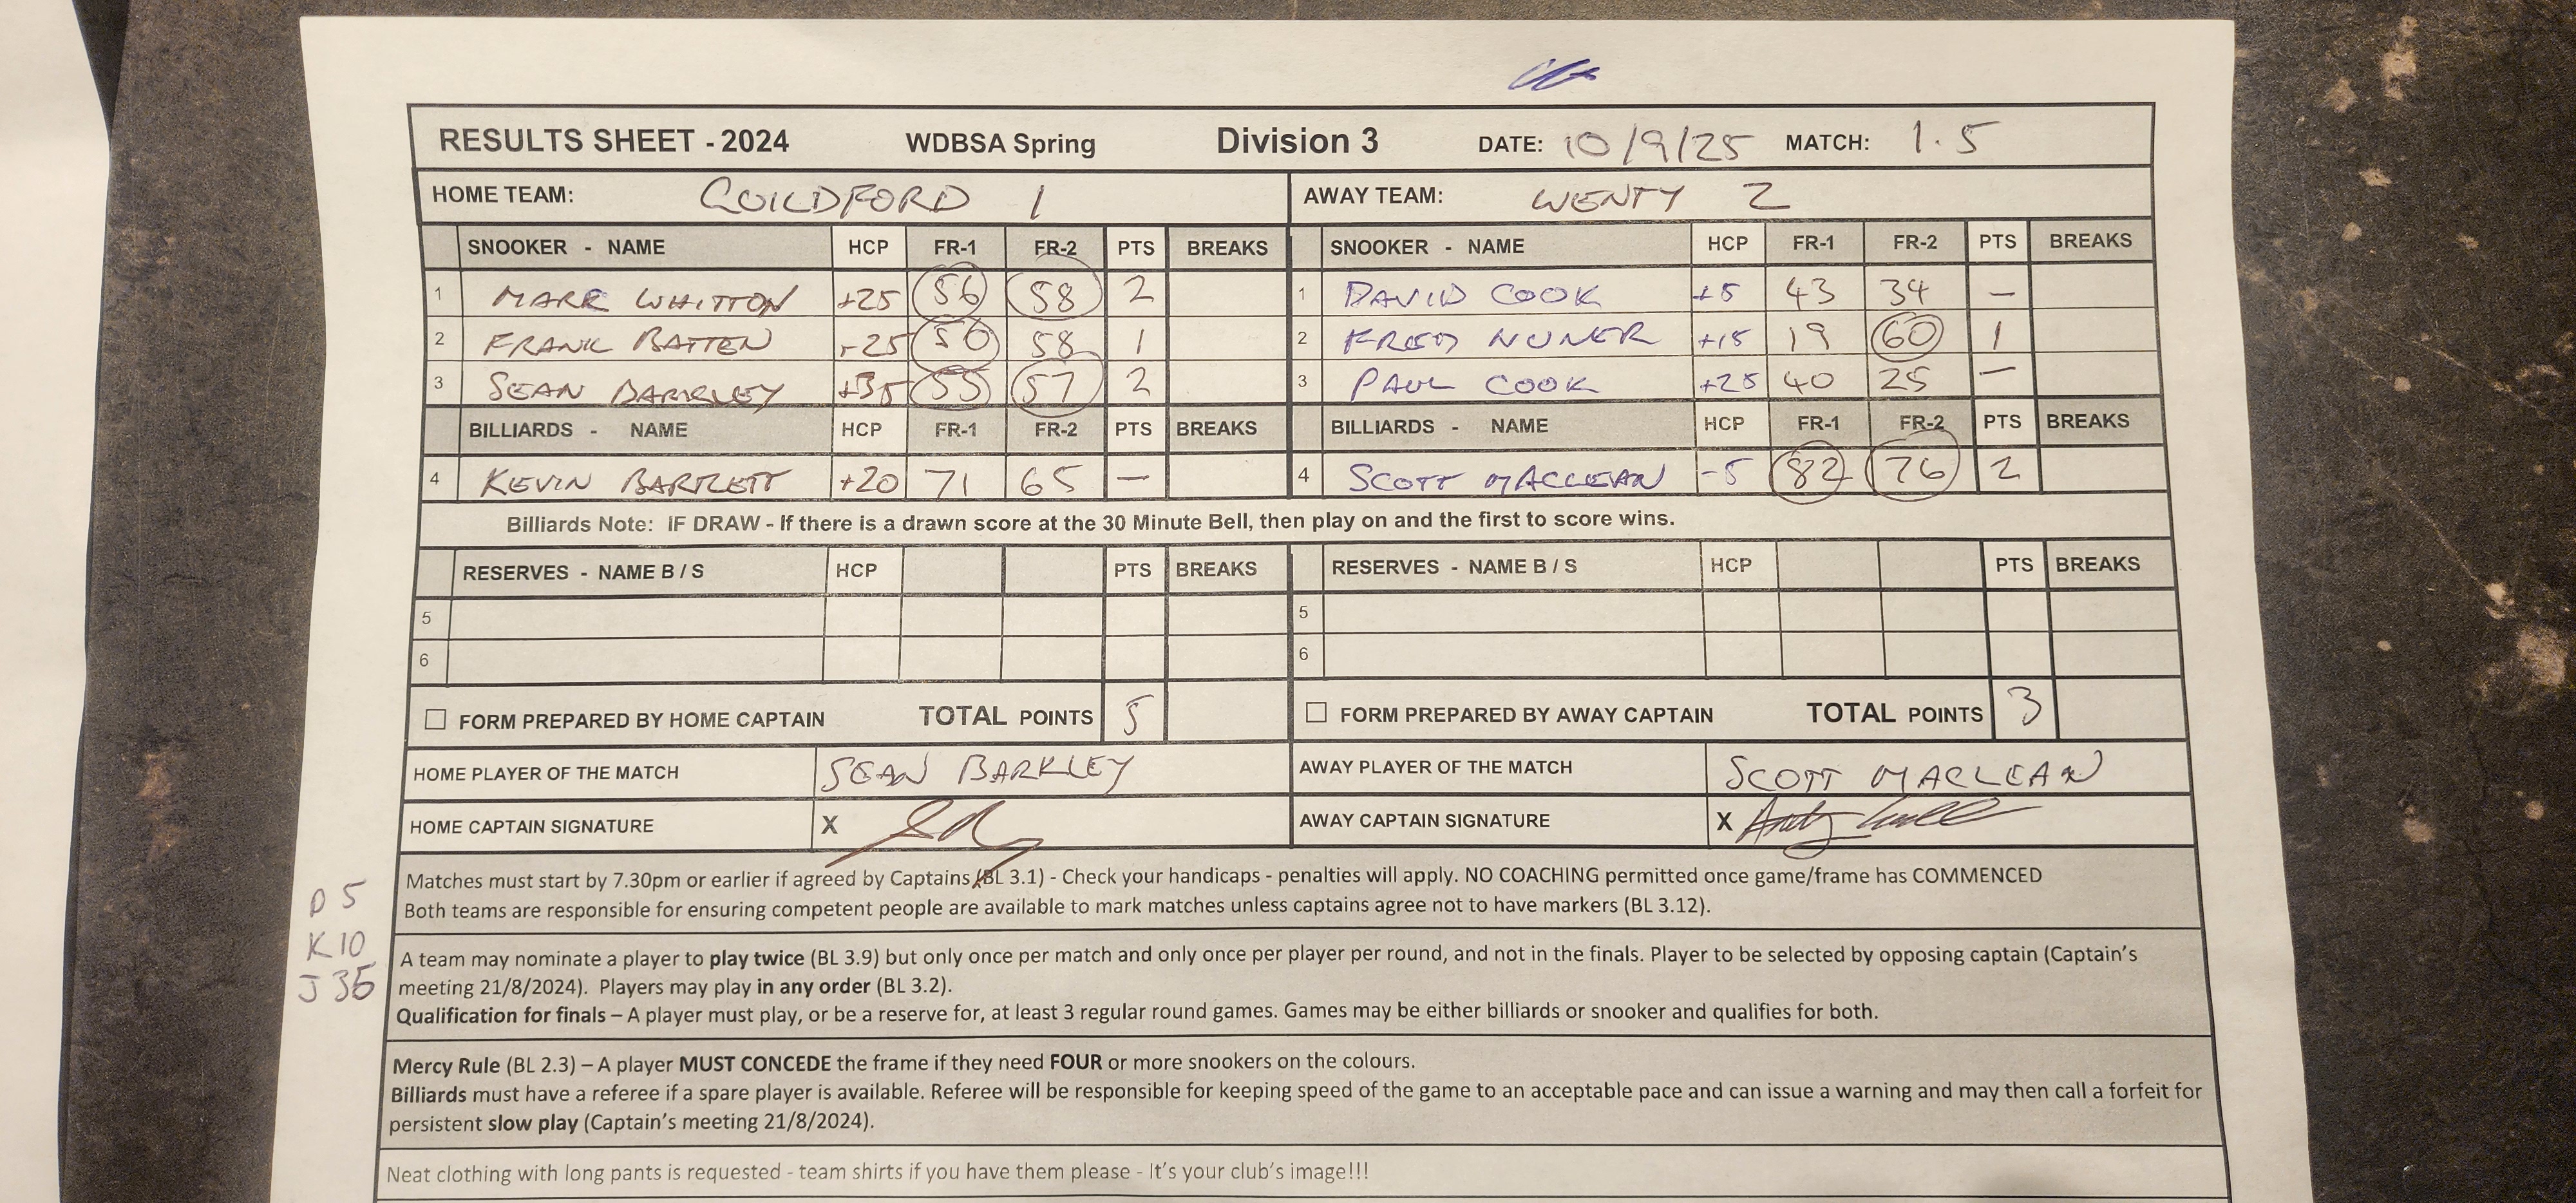 RESULTS SHEET - 2024 WDBSA Spring Division 3 DATE: 10/9/25 MATCH: 1.5
HOME TEAM: GUILDFORD 1 AWAY TEAM: WENTY 2
SNOOKER - NAME HCP FR-1 FR-2 PTS BREAKS SNOOKER - NAME HCP FR-1 FR-2 PTS BREAKS
1 MARK WHITTON +25 56 58 2 1 DAVID COOK +5 43 34 –
2 FRANK BATTEN +25 50 58 1 2 FRED NUNER +15 19 60 1
3 SEAN BARKLEY +35 55 57 2 3 PAUL COOK +25 40 25 –
BILLIARDS - NAME HCP FR-1 FR-2 PTS BREAKS BILLIARDS - NAME HCP FR-1 FR-2 PTS BREAKS
4 KEVIN BARTLETT +20 71 65 – 4 SCOTT MACLEAN -5 82 76 2
Billiards Note: IF DRAW - If there is a drawn score at the 30 Minute Bell, then play on and the first to score wins.
RESERVES - NAME B / S HCP PTS BREAKS RESERVES - NAME B / S HCP PTS BREAKS
5 5
6 6
FORM PREPARED BY HOME CAPTAIN TOTAL POINTS 5 FORM PREPARED BY AWAY CAPTAIN TOTAL POINTS 3
HOME PLAYER OF THE MATCH SEAN BARKLEY AWAY PLAYER OF THE MATCH SCOTT MACLEAN
HOME CAPTAIN SIGNATURE X AWAY CAPTAIN SIGNATURE X
Matches must start by 7.30pm or earlier if agreed by Captains (BL 3.1) - Check your handicaps - penalties will apply. NO COACHING permitted once game/frame has COMMENCED
Both teams are responsible for ensuring competent people are available to mark matches unless captains agree not to have markers (BL 3.12).
D 5
K 10
J 35
A team may nominate a player to play twice (BL 3.9) but only once per match and only once per player per round, and not in the finals. Player to be selected by opposing captain (Captain's
meeting 21/8/2024). Players may play in any order (BL 3.2).
Qualification for finals – A player must play, or be a reserve for, at least 3 regular round games. Games may be either billiards or snooker and qualifies for both.
Mercy Rule (BL 2.3) – A player MUST CONCEDE the frame if they need FOUR or more snookers on the colours.
Billiards must have a referee if a spare player is available. Referee will be responsible for keeping speed of the game to an acceptable pace and can issue a warning and may then call a forfeit for
persistent slow play (Captain's meeting 21/8/2024).
Neat clothing with long pants is requested - team shirts if you have them please - It's your club's image!!!